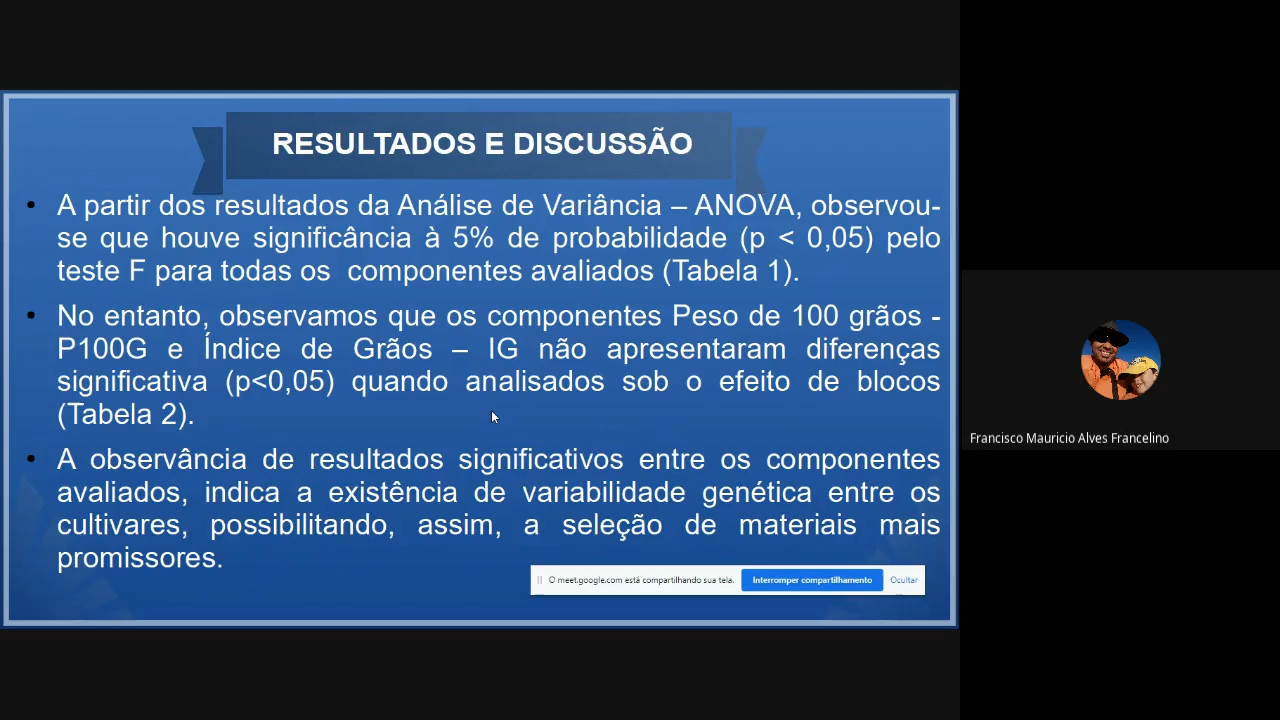 RESULTADOS E DISCUSSÃO
• A partir dos resultados da Análise de Variância – ANOVA, observou-
se que houve significância à 5% de probabilidade (p < 0,05) pelo
teste F para todas os  componentes avaliados (Tabela 1).
• No entanto, observamos que os componentes Peso de 100 grãos -
P100G e Índice de Grãos – IG não apresentaram diferenças
significativa (p<0,05) quando analisados sob o efeito de blocos
(Tabela 2).
• A observância de resultados significativos entre os componentes
avaliados, indica a existência de variabilidade genética entre os
cultivares, possibilitando, assim, a seleção de materiais mais
promissores.
O meet.google.com está compartilhando sua tela. Interromper compartilhamento Ocultar
Francisco Mauricio Alves Francelino